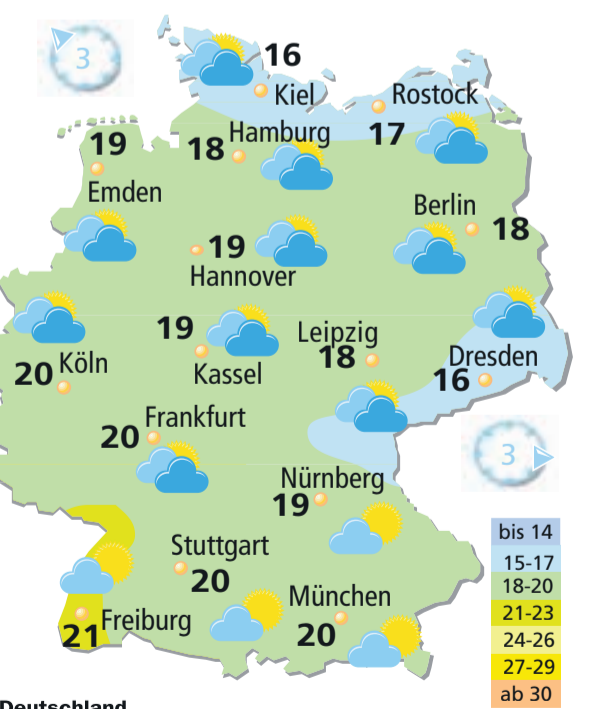 3
16
Kiel
Rostock
17
19
Emden
18
Hamburg
Berlin
18
19
Hannover
19
Kassel
Leipzig
18
Dresden
16
20
Köln
Frankfurt
20
3
Nürnberg
19
Stuttgart
20
München
20
21
Freiburg
bis 14
15-17
18-20
21-23
24-26
27-29
ab 30
Deutschland